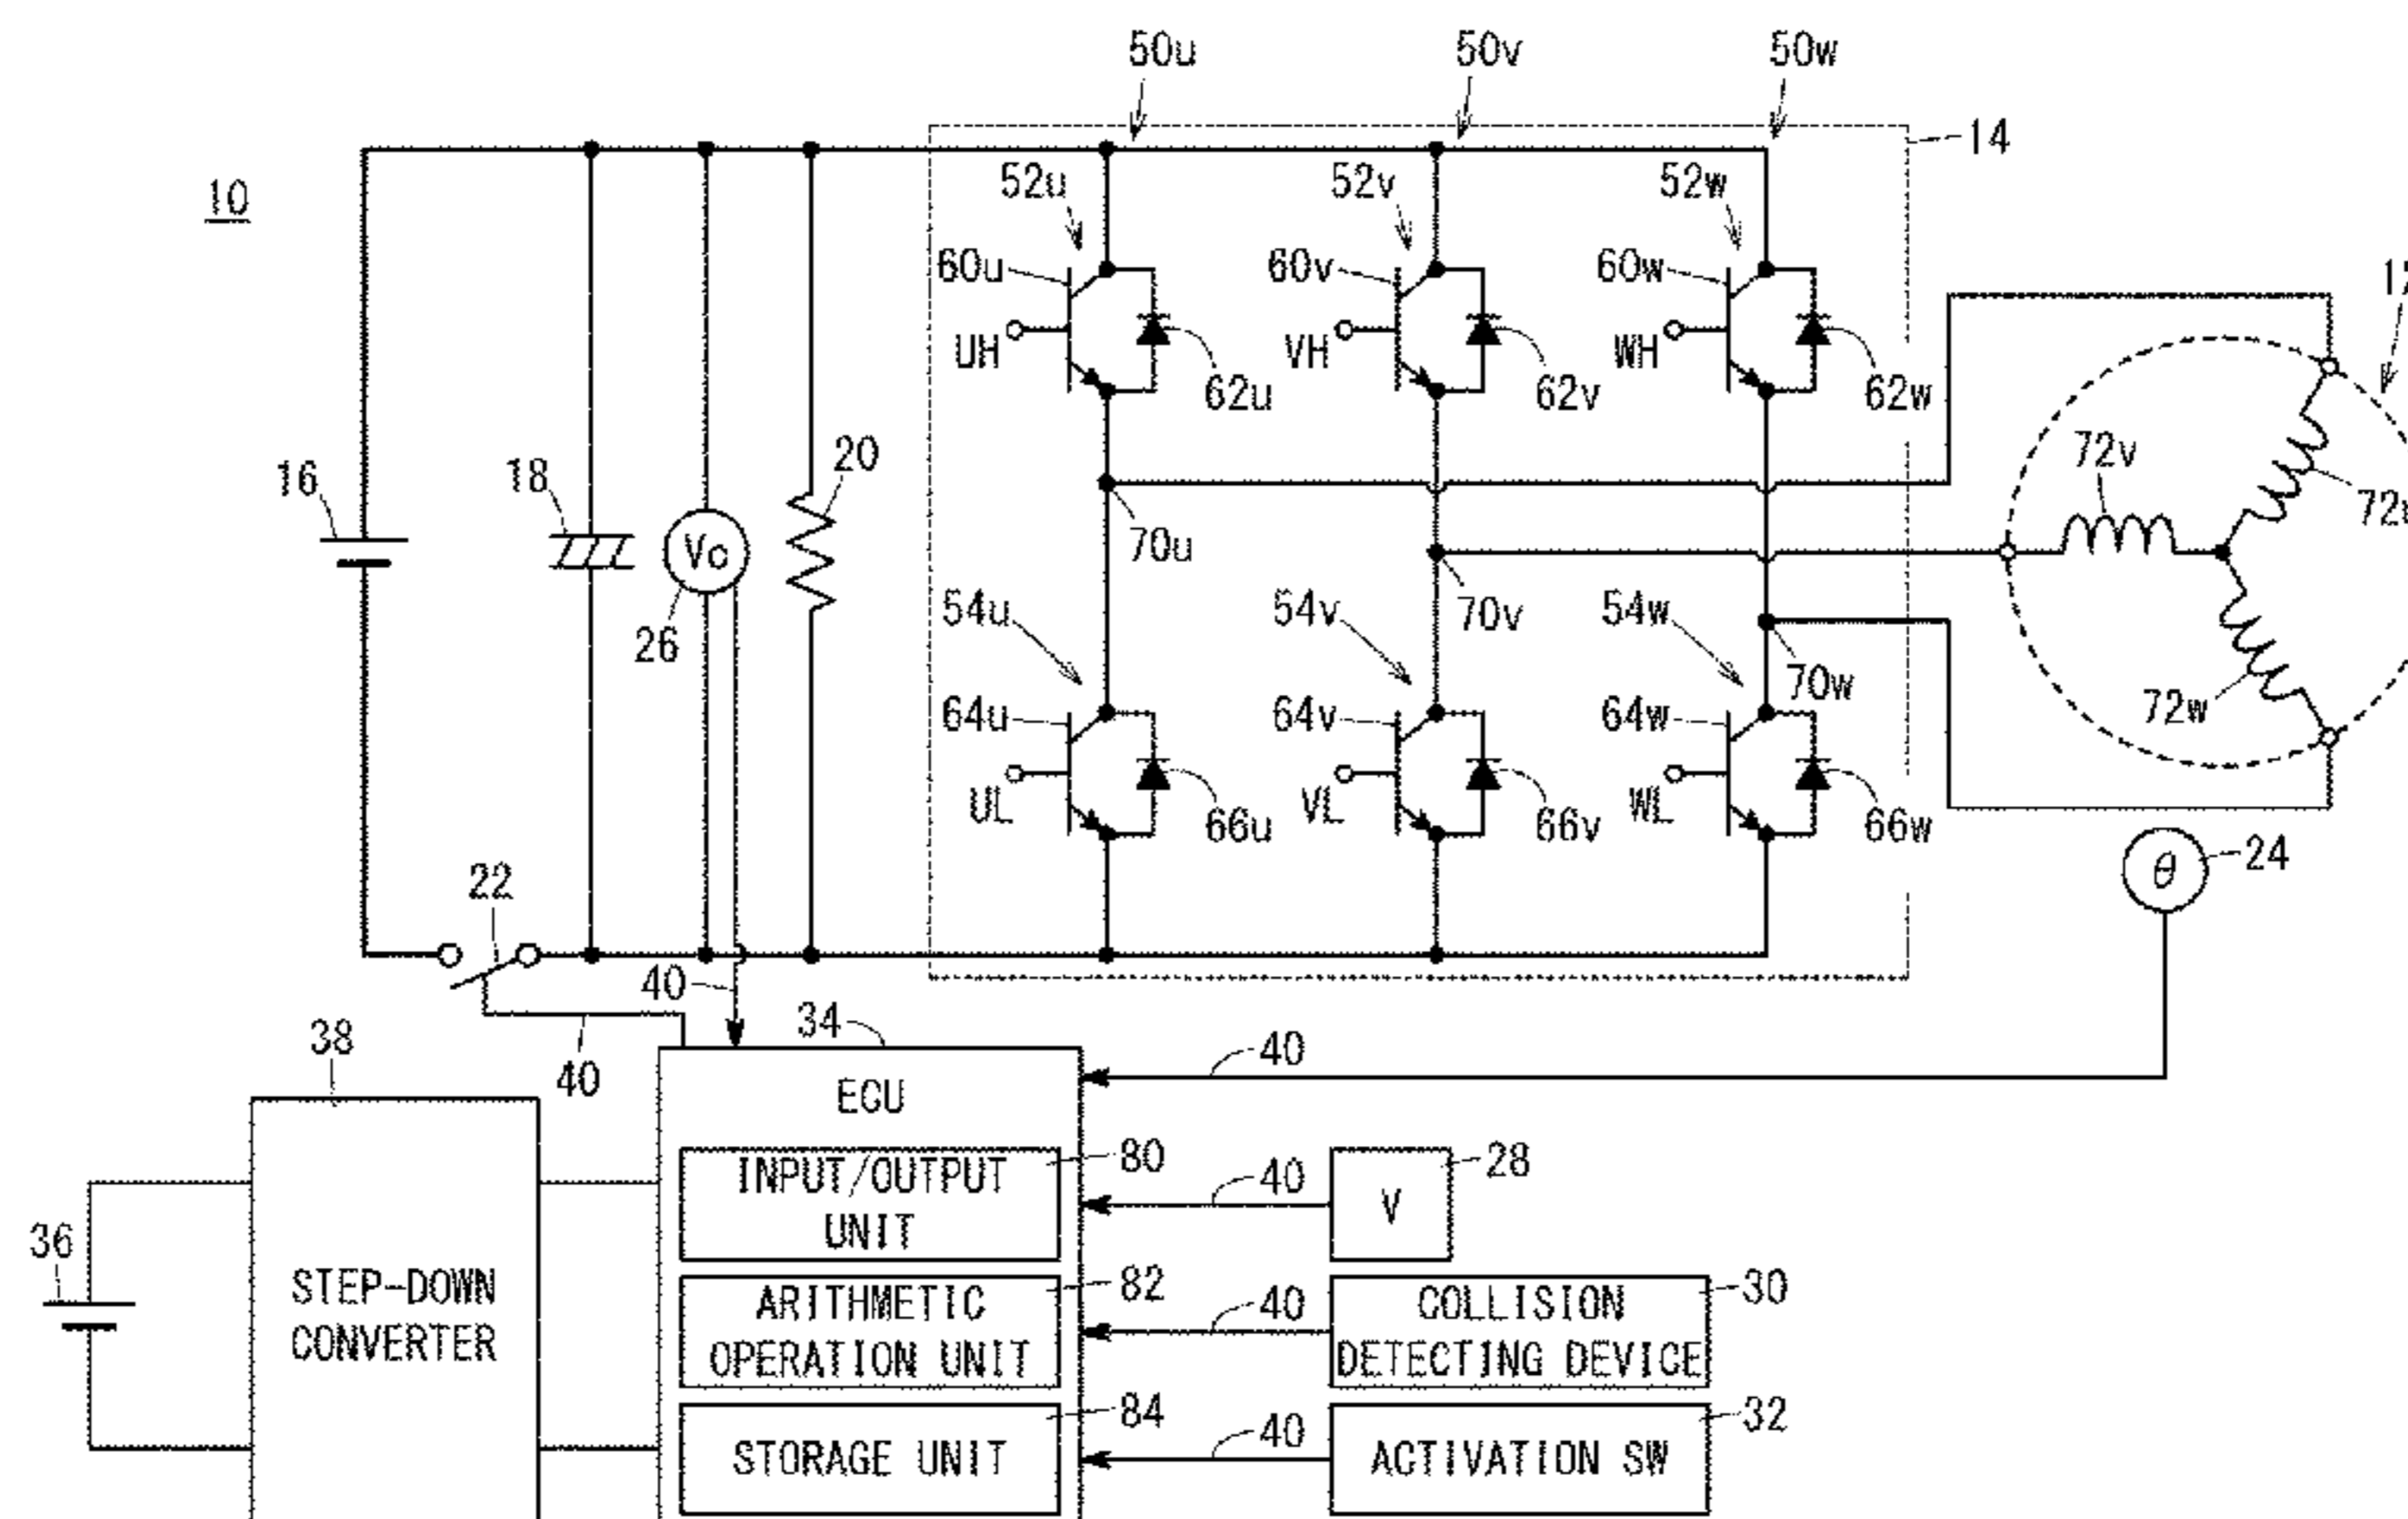 50u 50v 50w
14
10
52u 52v 52w
60u 60v 60w
UH VH WH
62u 62v 62w
16 18 20
72v
70u
Vc
26
54u 54v 54w
70v
70w
72w
64u 64v 64w
UL VL WL
66u 66v 66w
22
θ 24
40
34
38
40
40
ECU
80
INPUT/OUTPUT
UNIT
40
28
V
36
STEP-DOWN
CONVERTER
82
ARITHMETIC
OPERATION UNIT
40
30
COLLISION
DETECTING DEVICE
84
STORAGE UNIT
40
32
ACTIVATION SW